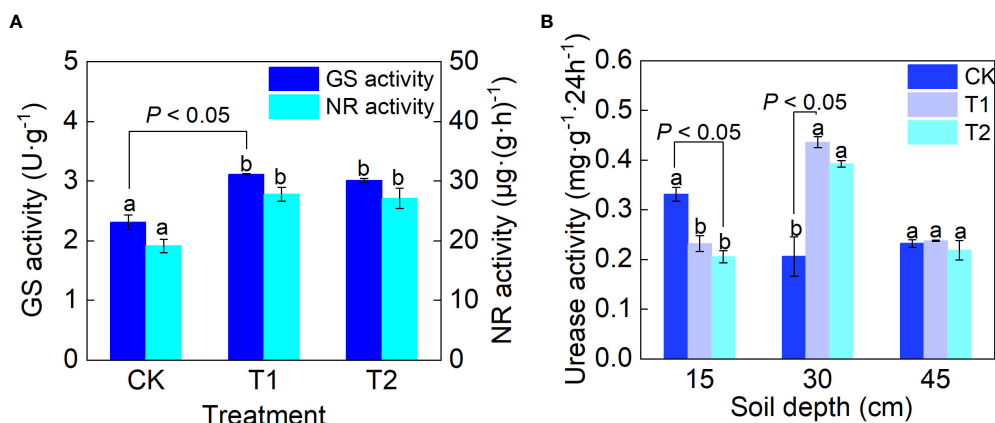 A
GS activity (U·g⁻¹)
5
4
3
2
1
0
GS activity
NR activity
P < 0.05
a
a
b
b
b
b
CK
T1
T2
Treatment
50
40
30
20
10
0
NR activity (μg·(g·h)⁻¹)
B
Urease activity (mg·g⁻¹·24h⁻¹)
0.6
0.5
0.4
0.3
0.2
0.1
0.0
CK
T1
T2
P < 0.05
P < 0.05
a
b
b
b
a
a
a
a
a
15
30
45
Soil depth (cm)